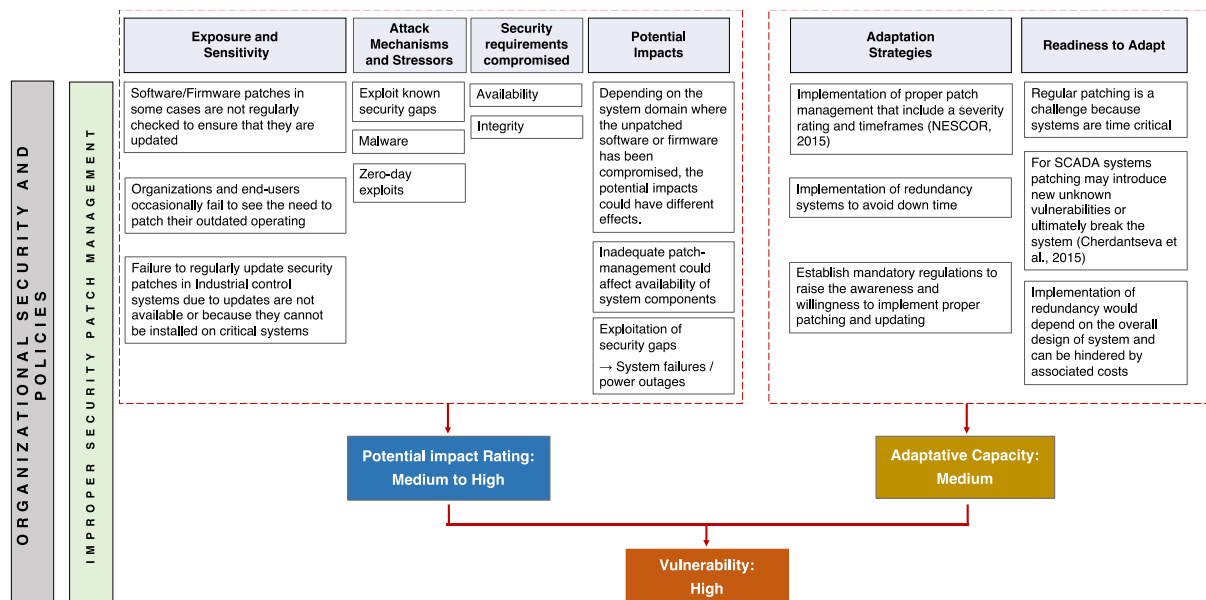 ORGANIZATIONAL SECURITY AND
POLICIES
IMPROPER SECURITY PATCH MANAGEMENT
Exposure and
Sensitivity
Software/Firmware patches in
some cases are not regularly
checked to ensure that they are
updated
Organizations and end-users
occasionally fail to see the need to
patch their outdated operating
Failure to regularly update security
patches in Industrial control
systems due to updates are not
available or because they cannot
be installed on critical systems
Attack
Mechanisms
and Stressors
Exploit known
security gaps
Malware
Zero-day
exploits
Security
requirements
compromised
Availability
Integrity
Potential
Impacts
Depending on the
system domain where
the unpatched
software or firmware
has been
compromised, the
potential impacts
could have different
effects.
Inadequate patch-
management could
affect availability of
system components
Exploitation of
security gaps
→ System failures /
power outages
Adaptation
Strategies
Implementation of proper patch
management that include a severity
rating and timeframes (NESCOR,
2015)
Implementation of redundancy
systems to avoid down time
Establish mandatory regulations to
raise the awareness and
willingness to implement proper
patching and updating
Readiness to Adapt
Regular patching is a
challenge because
systems are time critical
For SCADA systems
patching may introduce
new unknown
vulnerabilities or
ultimately break the
system (Cherdantseva et
al., 2015)
Implementation of
redundancy would
depend on the overall
design of system and
can be hindered by
associated costs
Potential impact Rating:
Medium to High
Adaptative Capacity:
Medium
Vulnerability:
High